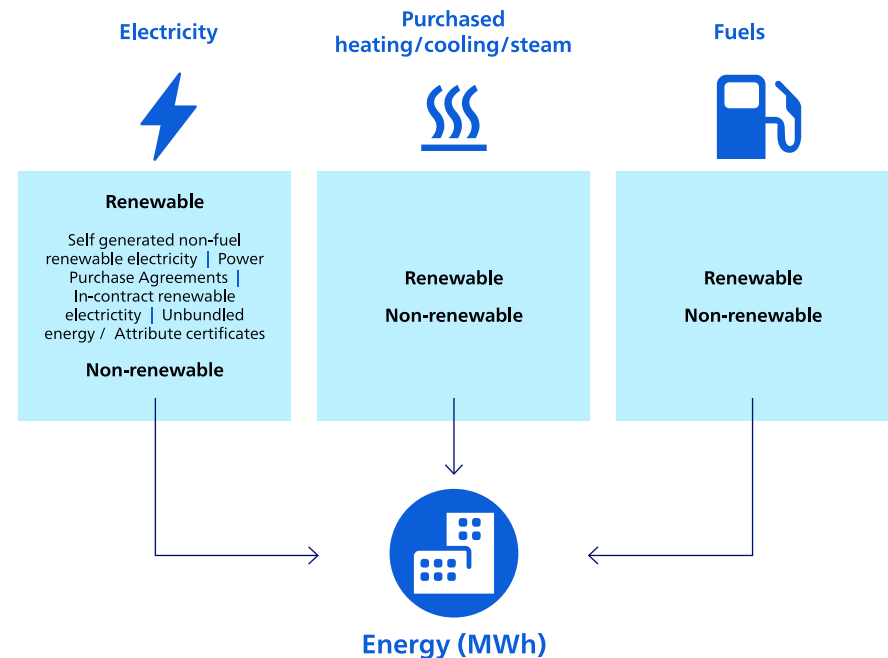 Electricity
Purchased
heating/cooling/steam
Fuels
Renewable
Self generated non-fuel
renewable electricity | Power
Purchase Agreements |
In-contract renewable
electrictity | Unbundled
energy / Attribute certificates
Non-renewable
Renewable
Non-renewable
Renewable
Non-renewable
Energy (MWh)